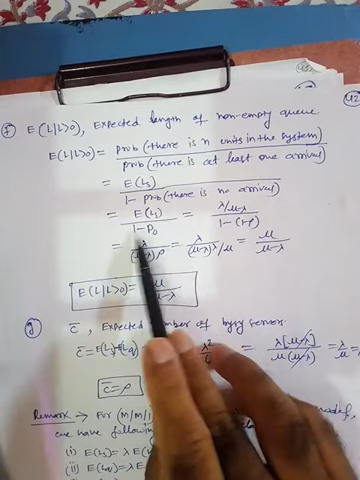 f) E(L|L>0), Expected length of non-empty queue
E(L|L>0) = prob(there is n units in the system) / prob(there is at least one arrival)
= E(Ls) / 1 - prob(there is no arrival)
= E(Ls) / 1-P₀ = λ/μ-λ / 1-(1-ρ)
= λ / (μ-λ)ρ = λ / (μ-λ)λ/μ = μ / μ-λ
E(L|L>0) = μ / μ-λ
g) c̄, Expected number of busy server
c̄ = E(Ls) - E(Lq) λ² = λ[μ-λ] / μ(μ-λ) = λ/μ =
c̄ = ρ
Remark → For (M/M/1
we have following
(i) E(Ls) = λ E(
(ii) E(Lq) = λ E(